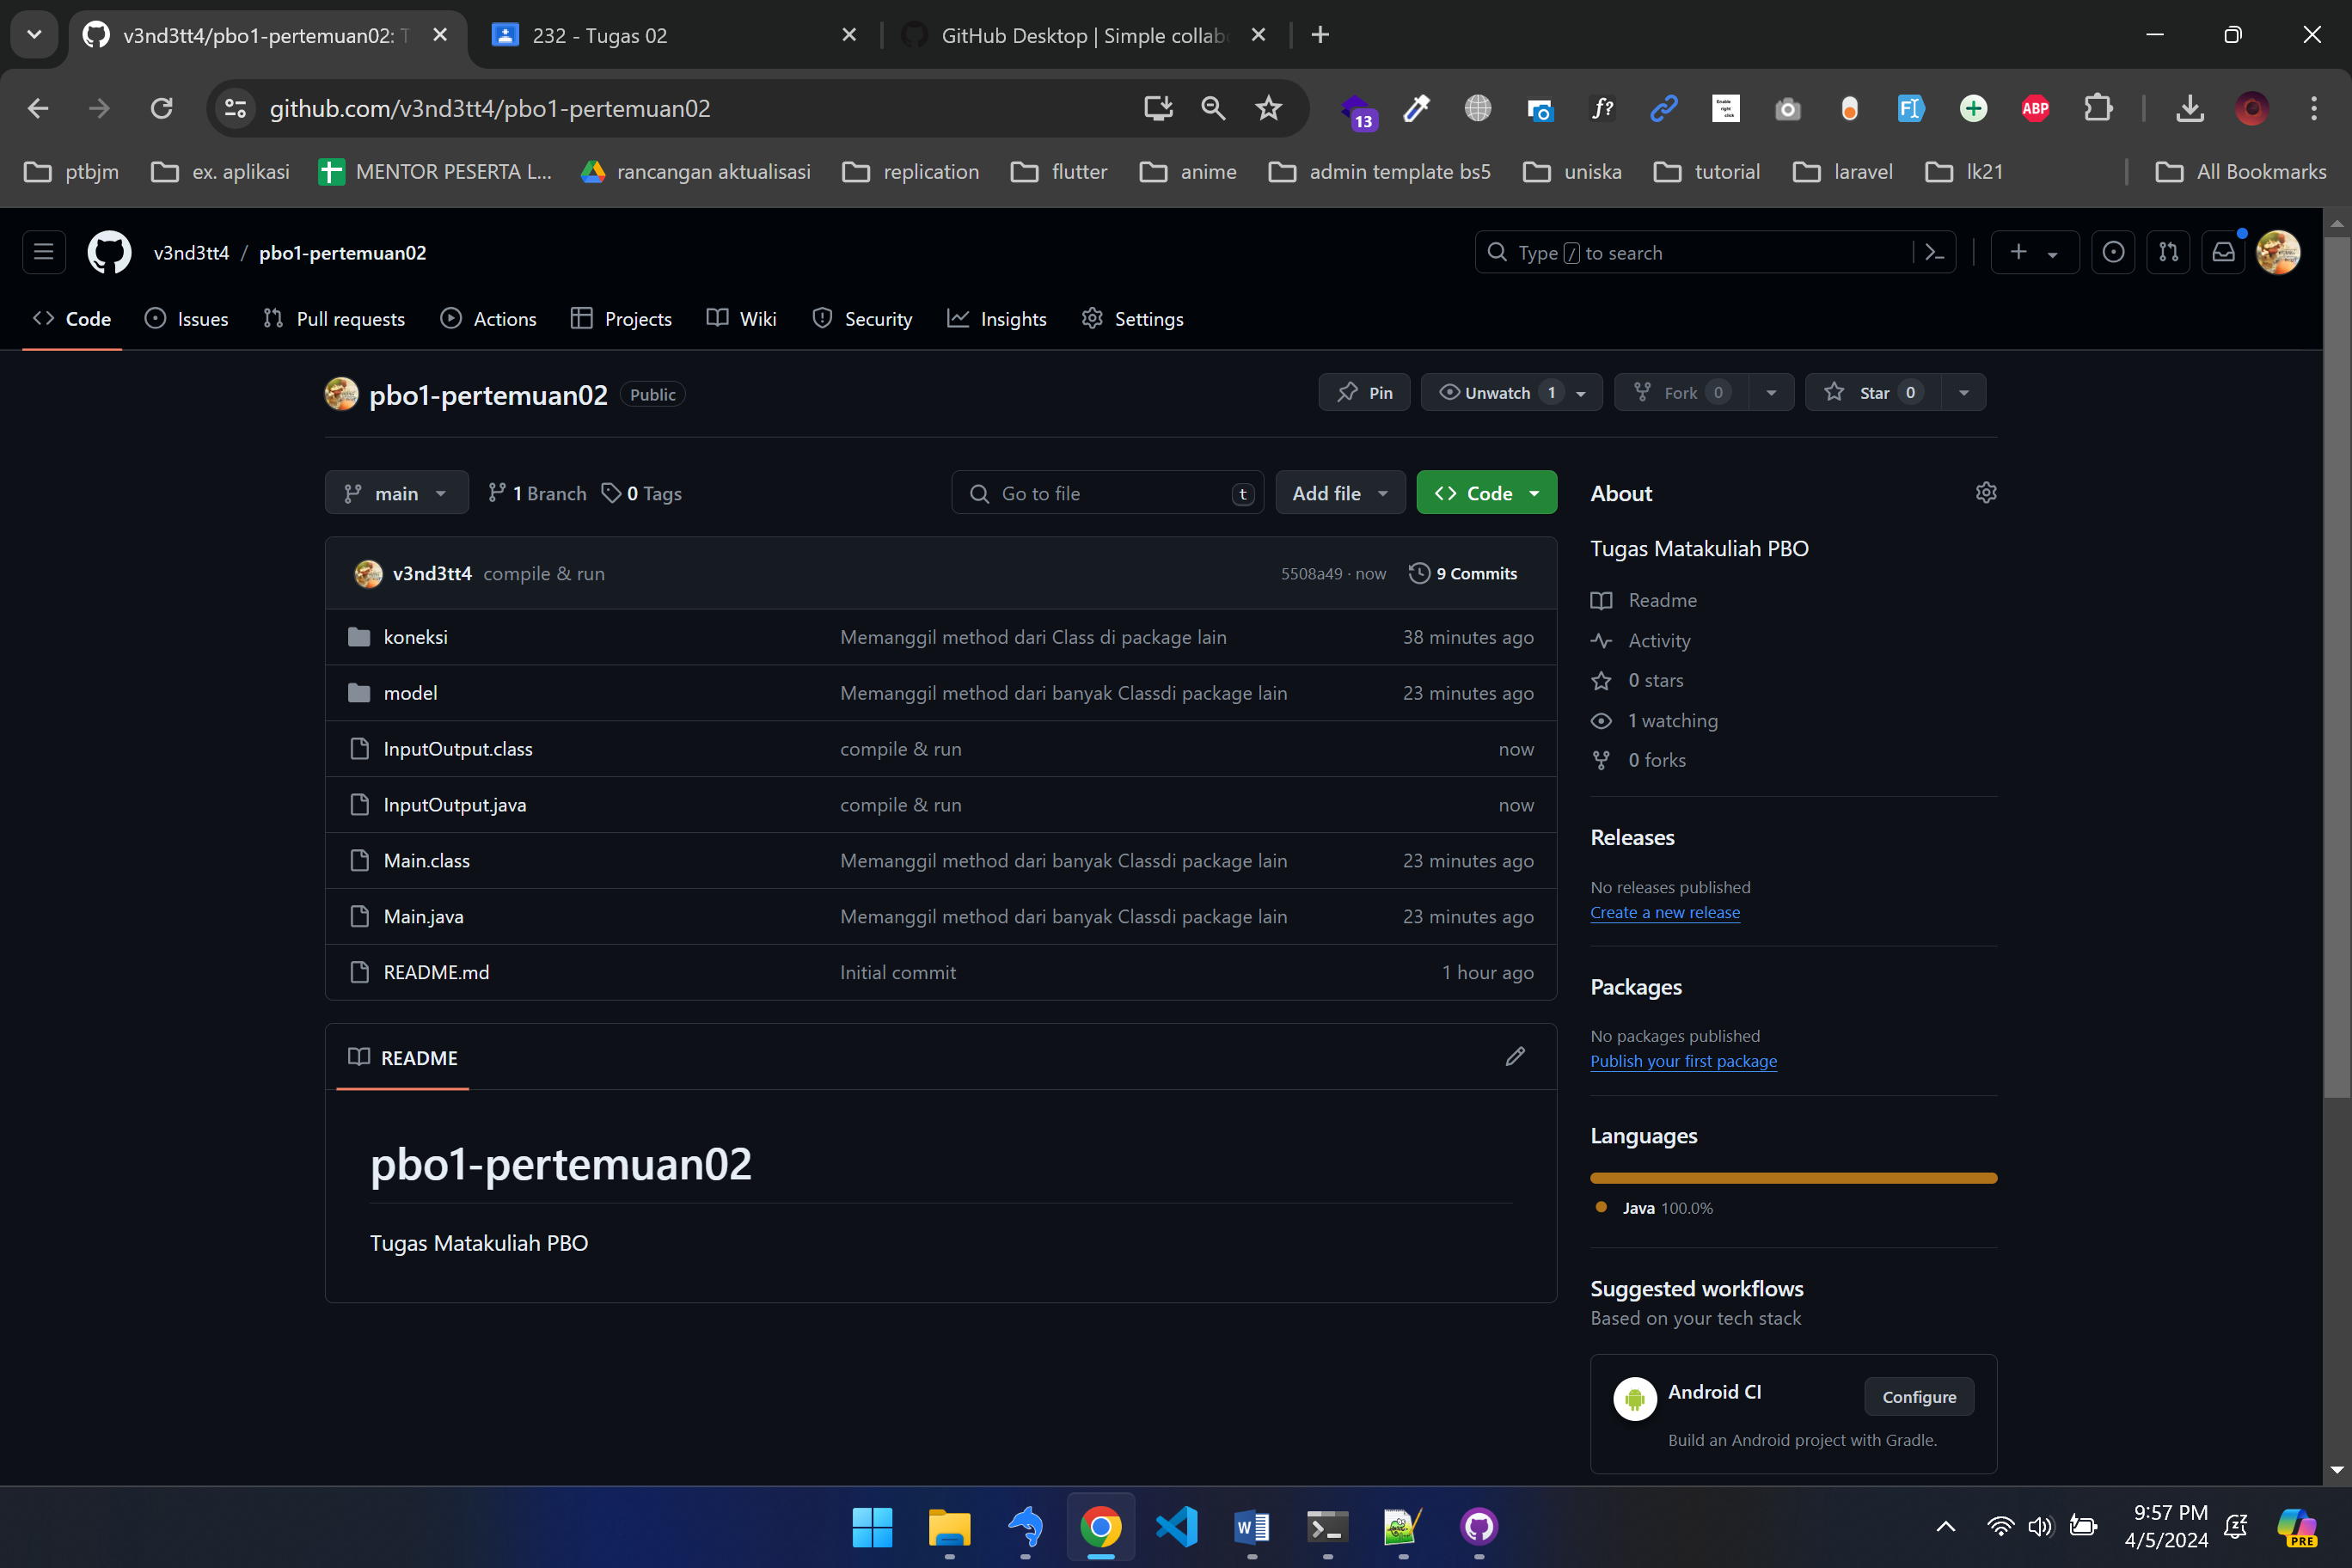 v3nd3tt4/pbo1-pertemuan02: T
232 - Tugas 02
GitHub Desktop | Simple collab
github.com/v3nd3tt4/pbo1-pertemuan02
13
f?
Enable right click
FI
ABP
ptbjm
ex. aplikasi
MENTOR PESERTA L...
rancangan aktualisasi
replication
flutter
anime
admin template bs5
uniska
tutorial
laravel
lk21
All Bookmarks
v3nd3tt4 / pbo1-pertemuan02
Type / to search
Code
Issues
Pull requests
Actions
Projects
Wiki
Security
Insights
Settings
pbo1-pertemuan02 Public
Pin
Unwatch 1
Fork 0
Star 0
main
1 Branch
0 Tags
Go to file t
Add file
Code
v3nd3tt4 compile & run 5508a49 · now 9 Commits
koneksi Memanggil method dari Class di package lain 38 minutes ago
model Memanggil method dari banyak Classdi package lain 23 minutes ago
InputOutput.class compile & run now
InputOutput.java compile & run now
Main.class Memanggil method dari banyak Classdi package lain 23 minutes ago
Main.java Memanggil method dari banyak Classdi package lain 23 minutes ago
README.md Initial commit 1 hour ago
README
pbo1-pertemuan02
Tugas Matakuliah PBO
About
Tugas Matakuliah PBO
Readme
Activity
0 stars
1 watching
0 forks
Releases
No releases published
Create a new release
Packages
No packages published
Publish your first package
Languages
Java 100.0%
Suggested workflows
Based on your tech stack
Android CI
Configure
Build an Android project with Gradle.
W
9:57 PM
4/5/2024
PRE